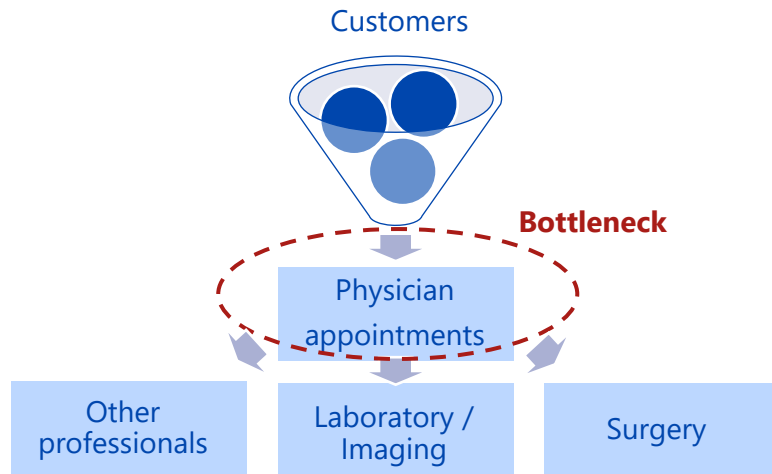 Customers
Bottleneck
Physician
appointments
Other
professionals
Laboratory /
Imaging
Surgery